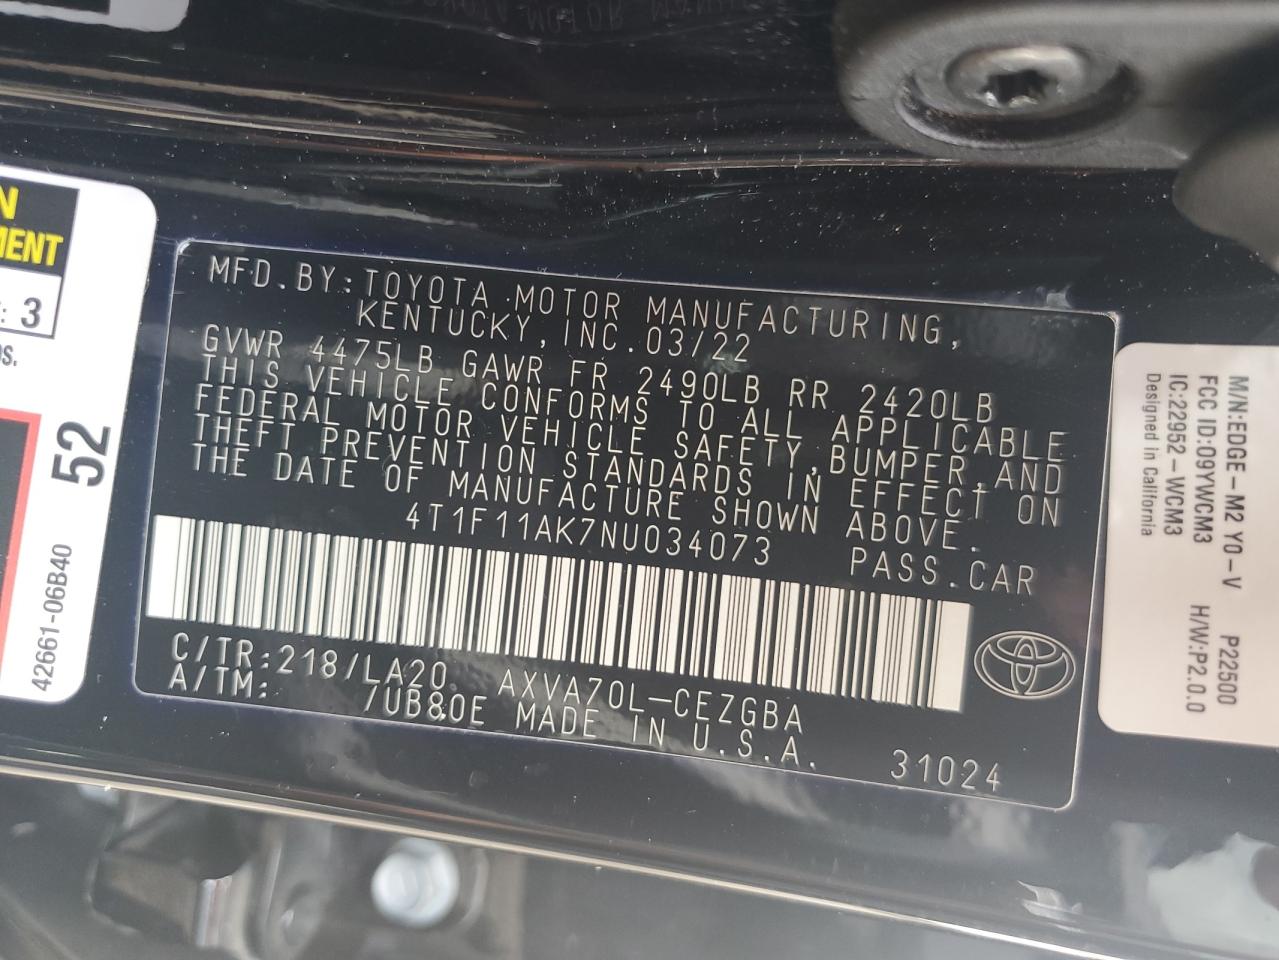 N
MENT
: 3
OS.
52
42661-06B40
MFD.BY:TOYOTA MOTOR MANUFACTURING,
KENTUCKY,INC.03/22
GVWR 4475LB GAWR FR 2490LB RR 2420LB
THIS VEHICLE CONFORMS TO ALL APPLICABLE
FEDERAL MOTOR VEHICLE SAFETY,BUMPER,AND
THEFT PREVENTION STANDARDS IN EFFECT ON
THE DATE OF MANUFACTURE SHOWN ABOVE.
4T1F11AK7NU034073 PASS.CAR
C/TR:218/LA20 AXVA70L-CEZGBA
A/TM: /UB80E MADE IN U.S.A.
31024
M/N:EDGE-M2 Y0-V P22500
FCC ID:O9YWCM3 H/W:P2.0.0
IC:22952-WCM3
Designed in California